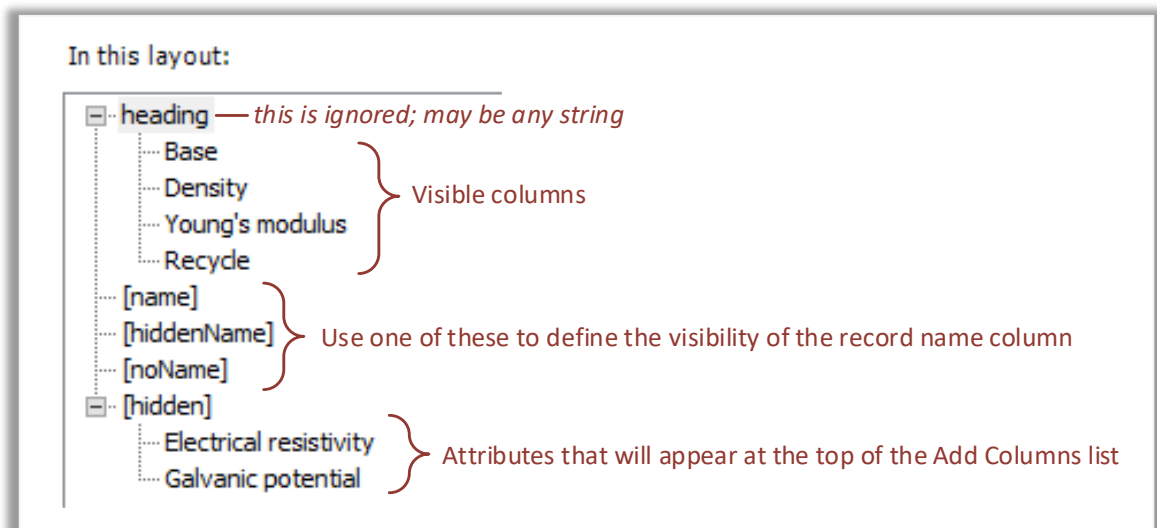 In this layout:
heading this is ignored; may be any string
Base
Density
Visible columns
Young's modulus
Recycle
[name]
[hiddenName]
Use one of these to define the visibility of the record name column
[noName]
[hidden]
Electrical resistivity
Attributes that will appear at the top of the Add Columns list
Galvanic potential